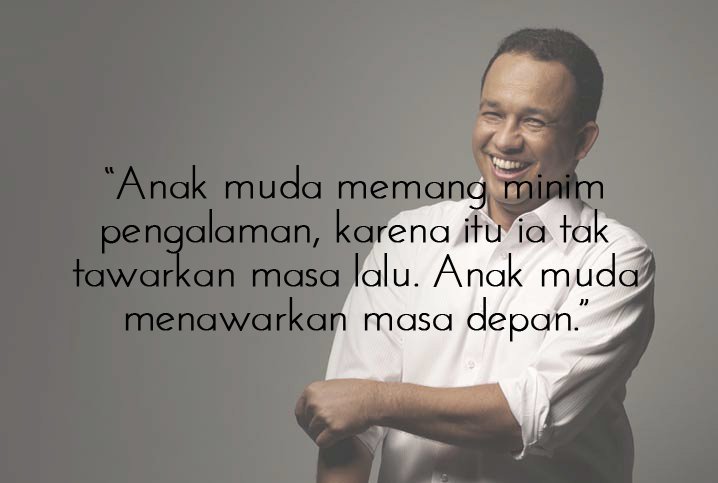 “Anak muda memang minim
pengalaman, karena itu ia tak
tawarkan masa lalu. Anak muda
menawarkan masa depan.”